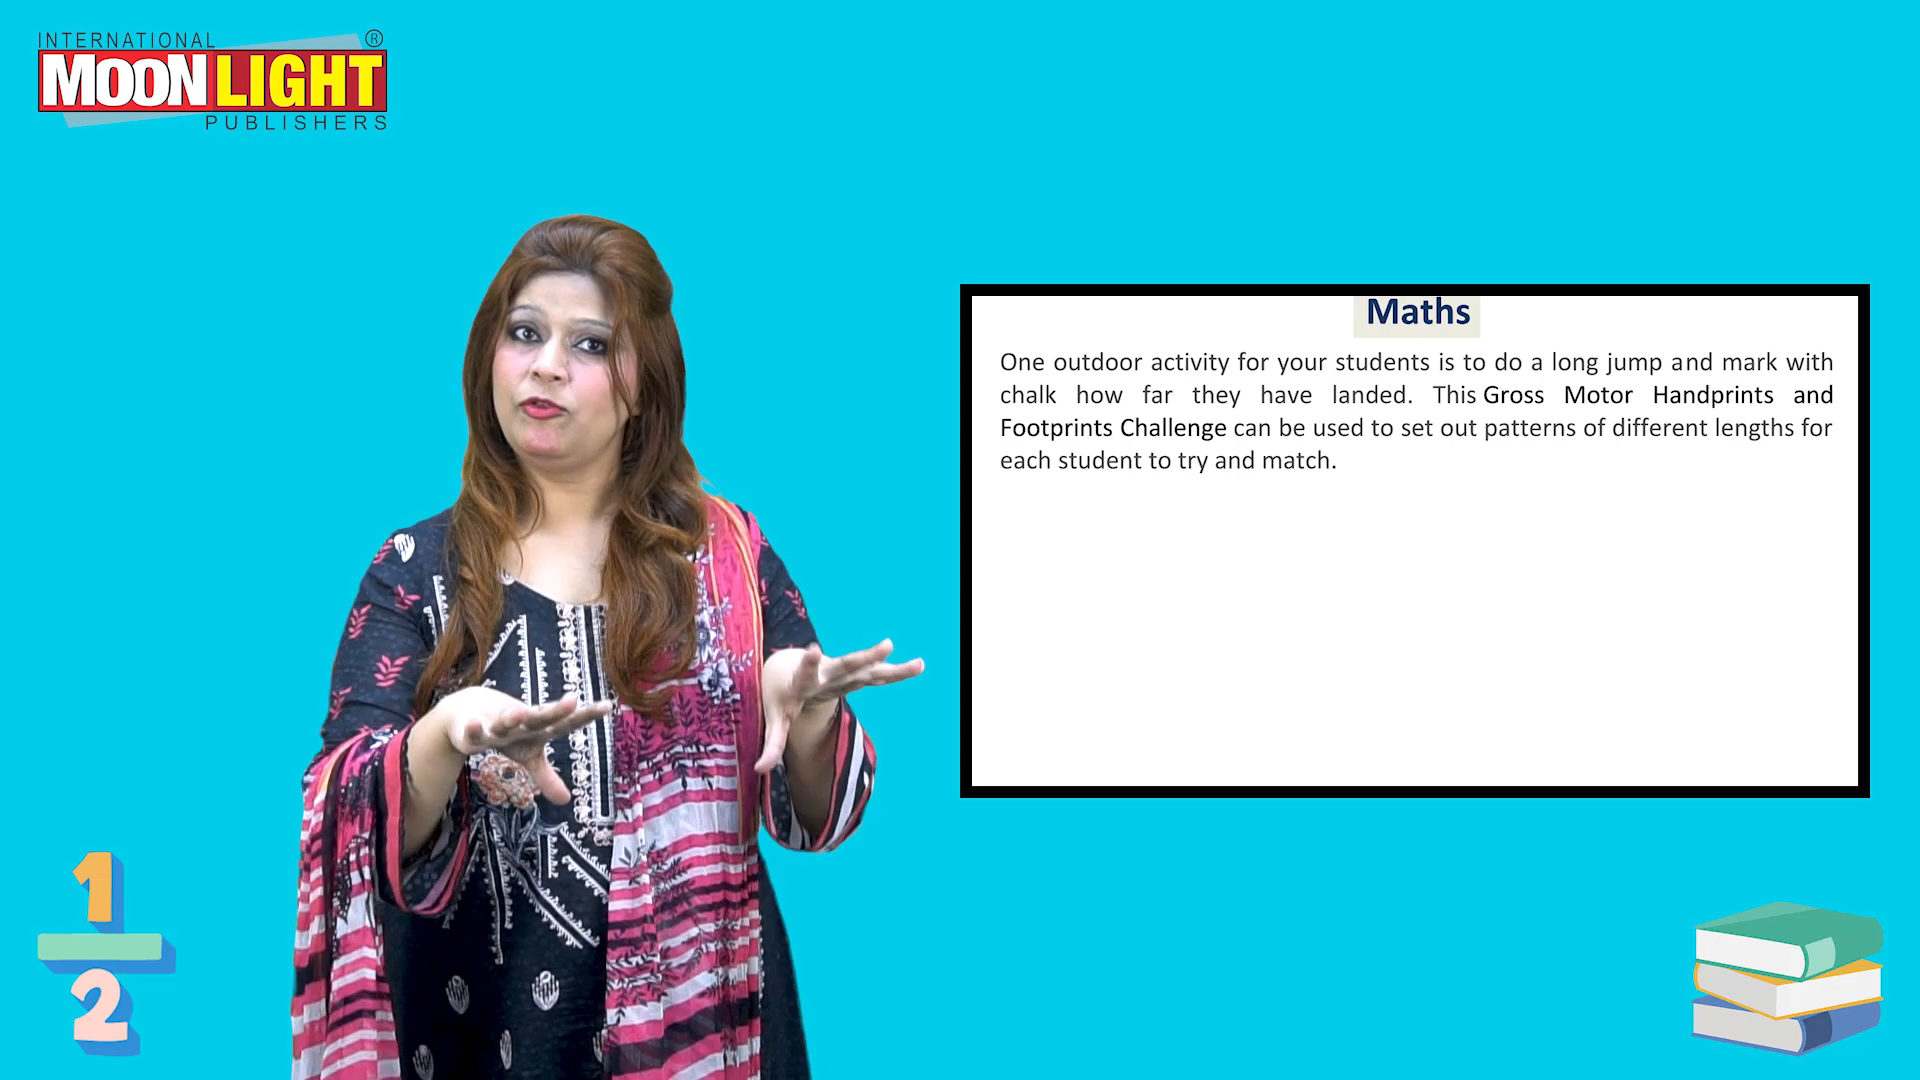 INTERNATIONAL ®
MOONLIGHT
PUBLISHERS
Maths
One outdoor activity for your students is to do a long jump and mark with
chalk how far they have landed. This Gross Motor Handprints and
Footprints Challenge can be used to set out patterns of different lengths for
each student to try and match.
1
2